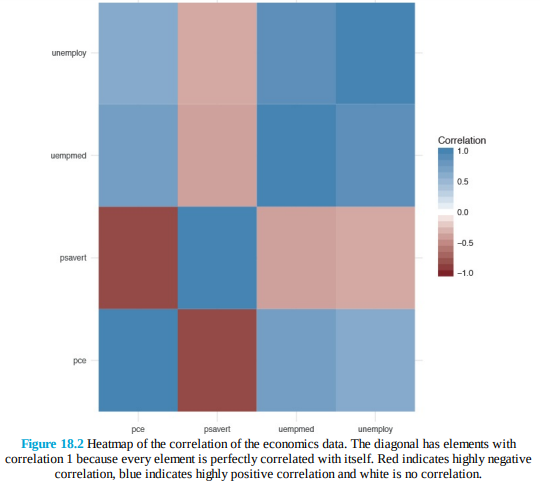 unemploy
uempmed
psavert
pce
pce psavert uempmed unemploy
Correlation
1.0
0.5
0.0
−0.5
−1.0
Figure 18.2 Heatmap of the correlation of the economics data. The diagonal has elements with
correlation 1 because every element is perfectly correlated with itself. Red indicates highly negative
correlation, blue indicates highly positive correlation and white is no correlation.